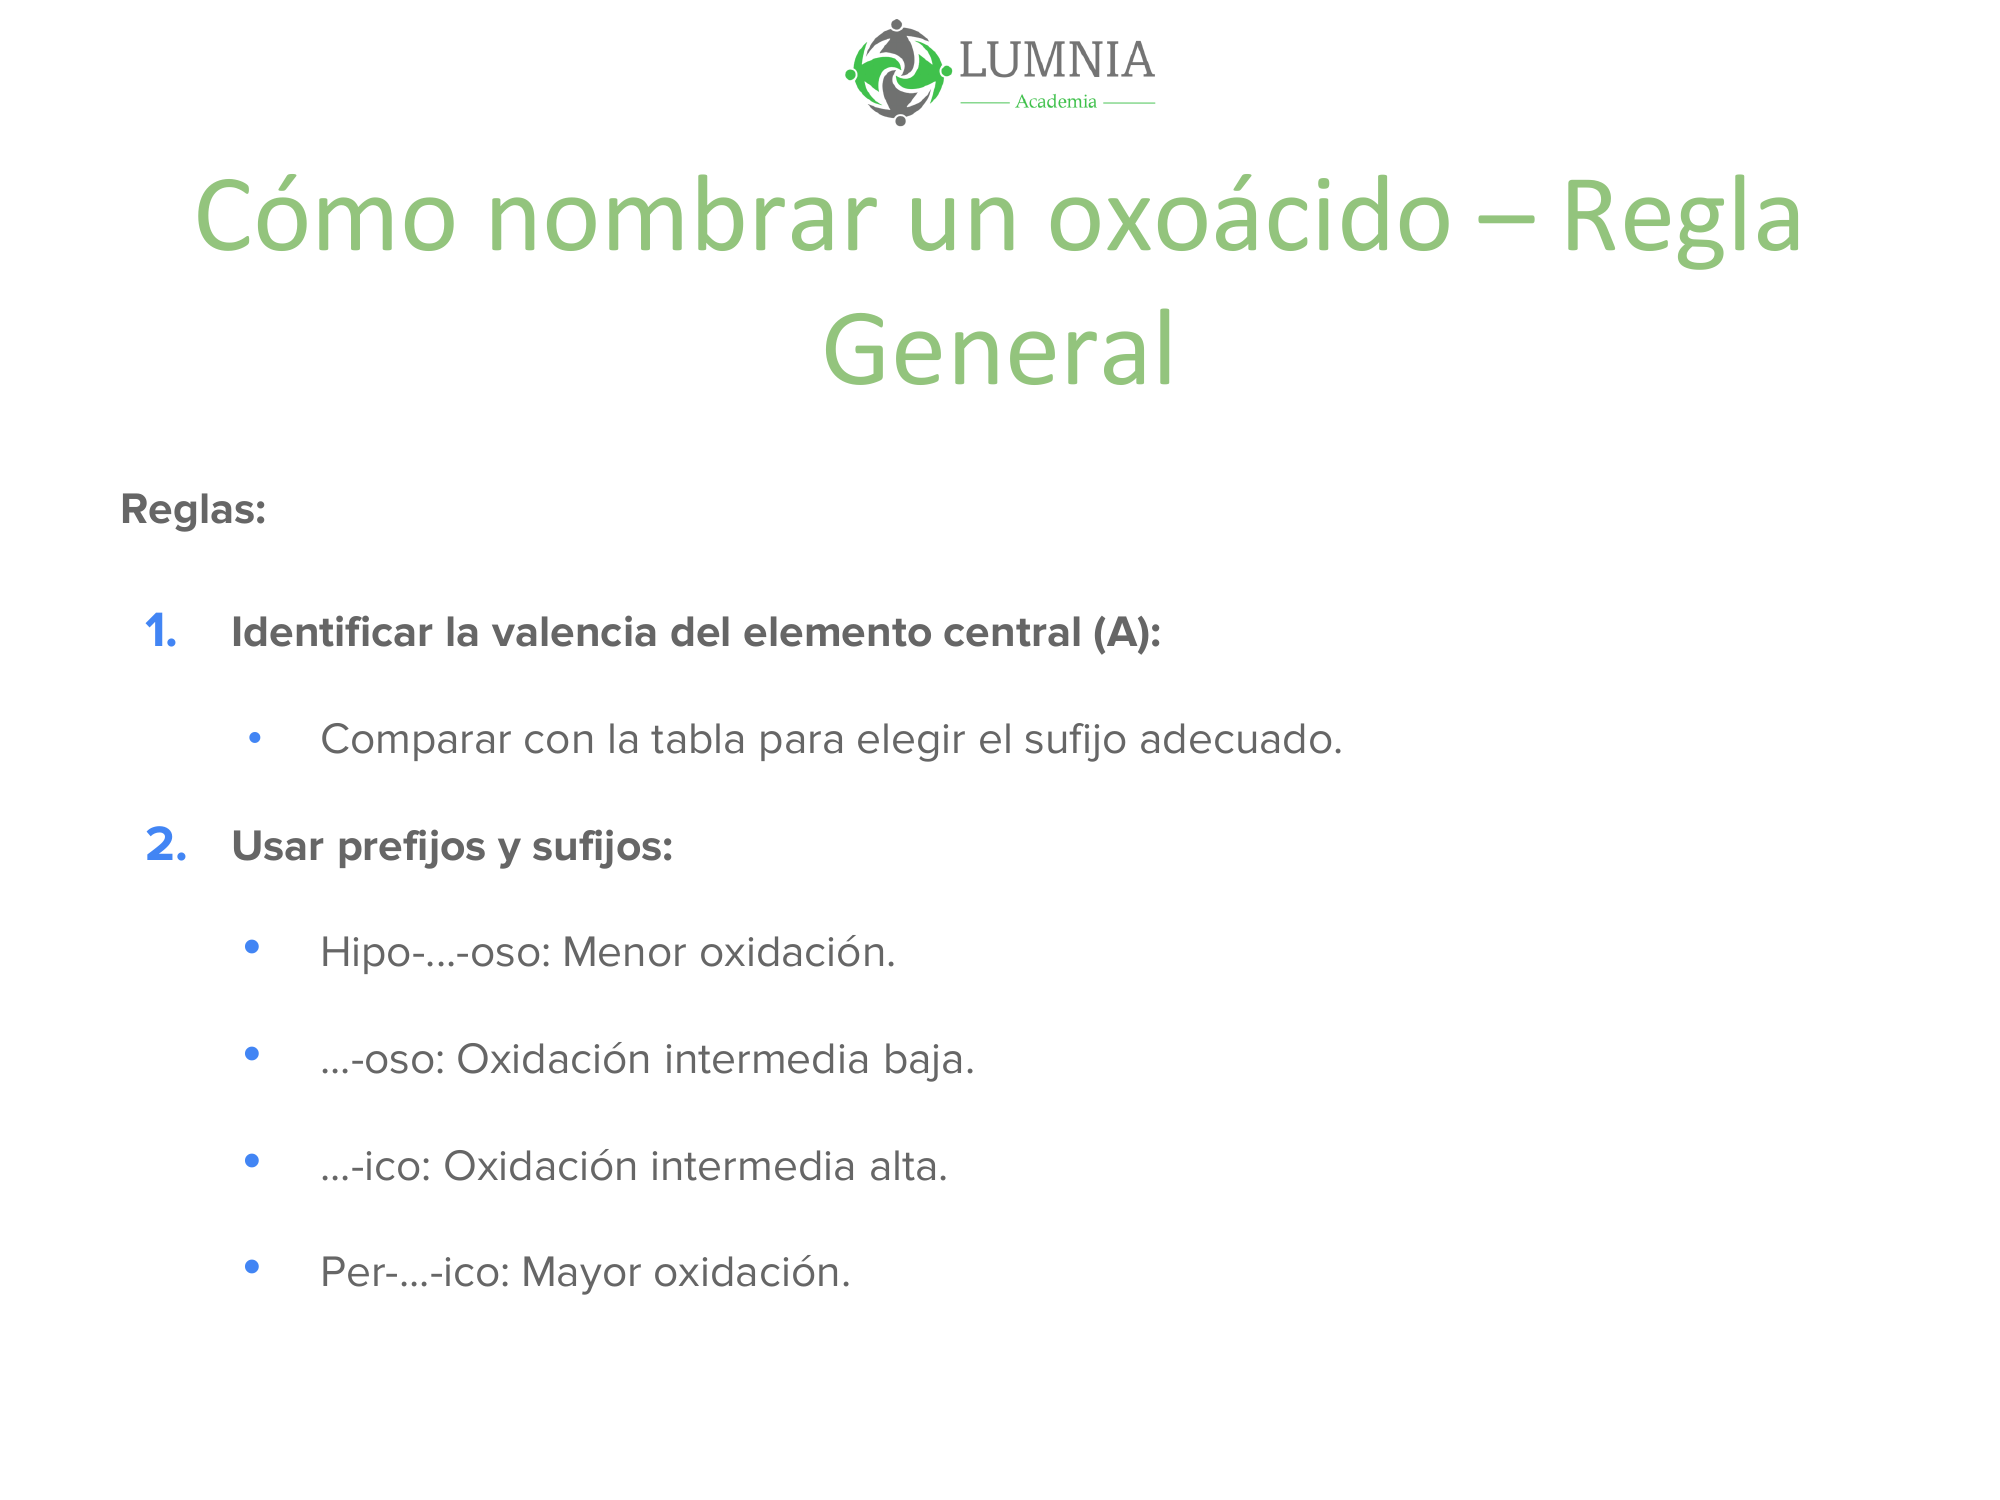 LUMNIA
Academia
Cómo nombrar un oxoácido – Regla
General
Reglas:
1. Identificar la valencia del elemento central (A):
• Comparar con la tabla para elegir el sufijo adecuado.
2. Usar prefijos y sufijos:
• Hipo-...-oso: Menor oxidación.
• ...-oso: Oxidación intermedia baja.
• ...-ico: Oxidación intermedia alta.
• Per-...-ico: Mayor oxidación.